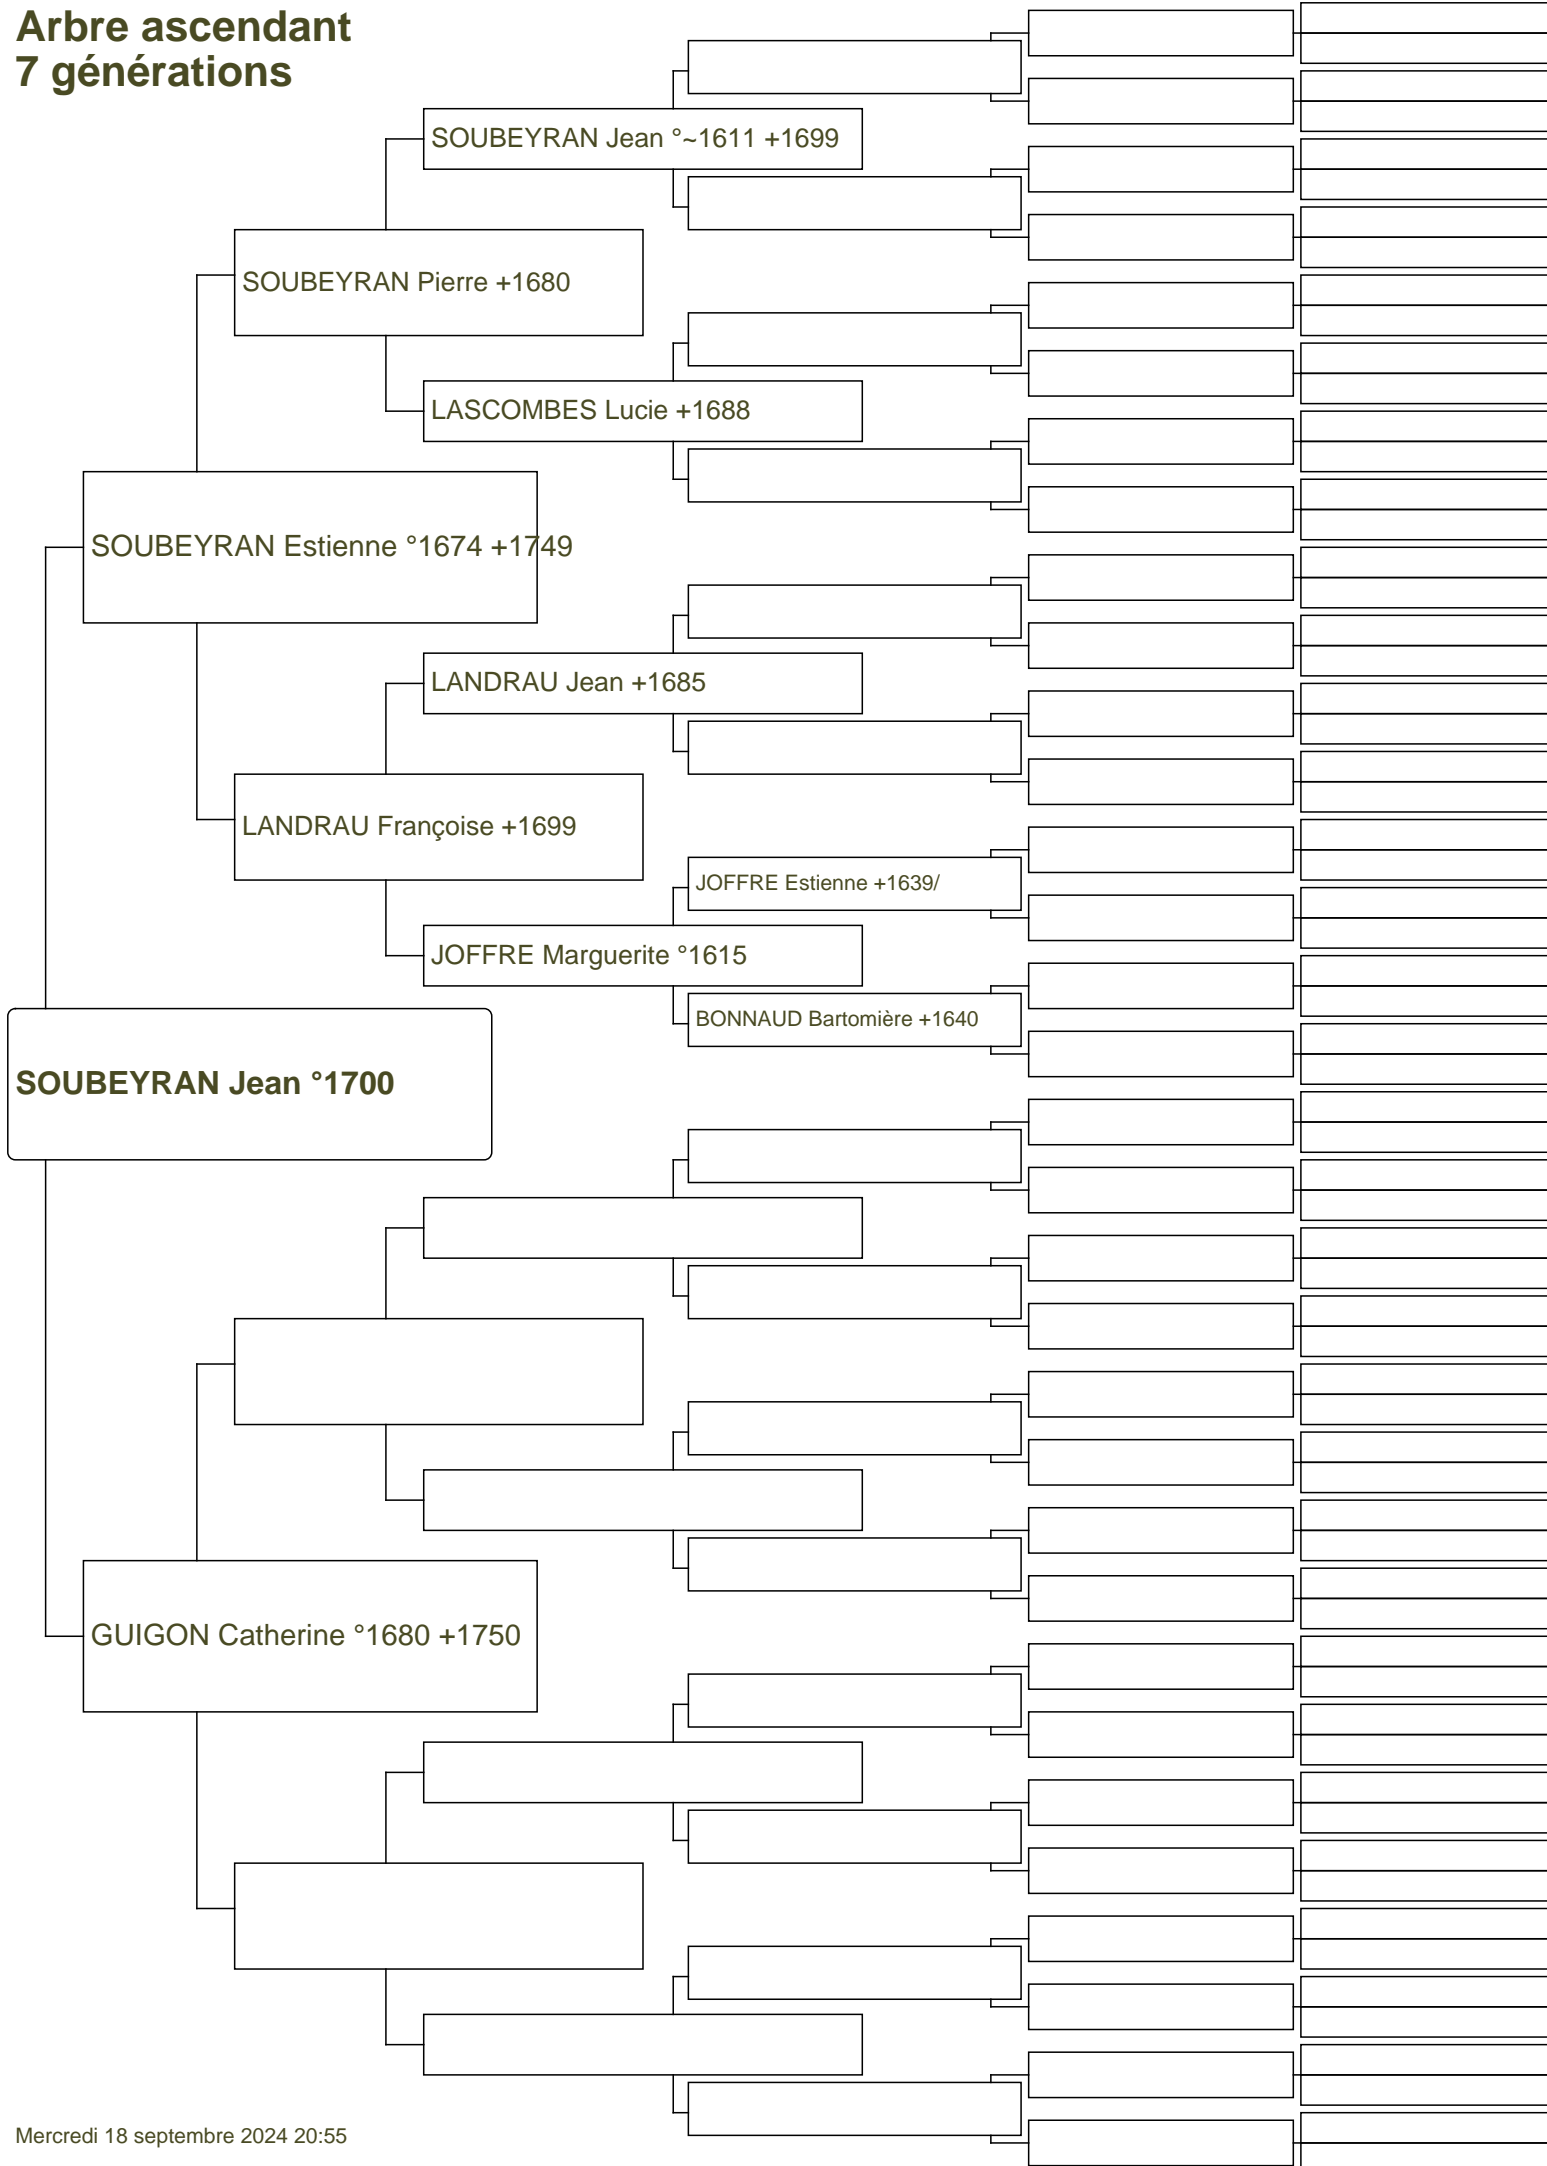 Arbre ascendant
7 générations
SOUBEYRAN Jean °~1611 +1699
SOUBEYRAN Pierre +1680
LASCOMBES Lucie +1688
SOUBEYRAN Estienne °1674 +1749
LANDRAU Jean +1685
LANDRAU Françoise +1699
JOFFRE Estienne +1639/
JOFFRE Marguerite °1615
BONNAUD Bartomière +1640
SOUBEYRAN Jean °1700
GUIGON Catherine °1680 +1750
Mercredi 18 septembre 2024 20:55